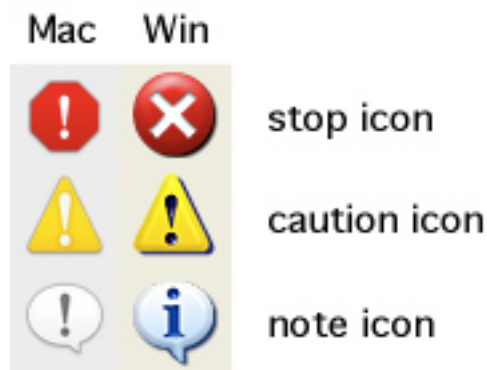 Mac Win
! X stop icon
! ! caution icon
! i note icon